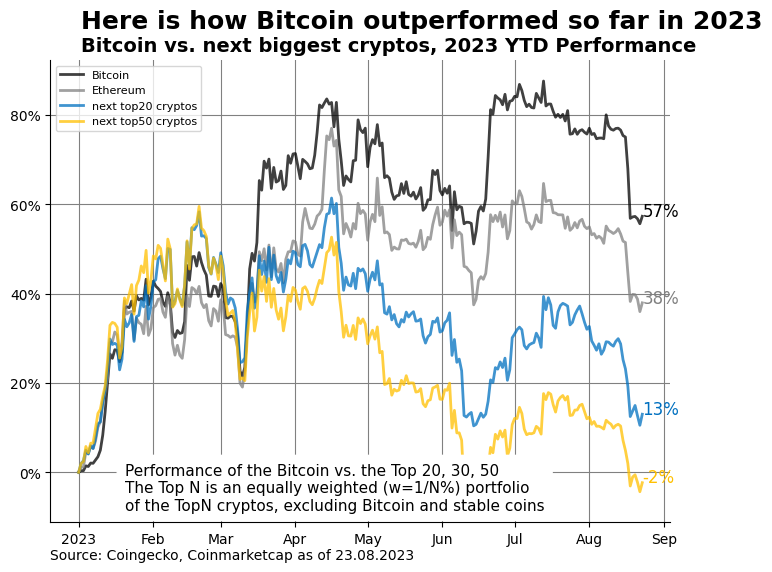 Here is how Bitcoin outperformed so far in 2023
Bitcoin vs. next biggest cryptos, 2023 YTD Performance
Bitcoin
Ethereum
next top20 cryptos
next top50 cryptos
80%
60%
40%
20%
0%
57%
38%
13%
-2%
Performance of the Bitcoin vs. the Top 20, 30, 50
The Top N is an equally weighted (w=1/N%) portfolio
of the TopN cryptos, excluding Bitcoin and stable coins
2023 Feb Mar Apr May Jun Jul Aug Sep
Source: Coingecko, Coinmarketcap as of 23.08.2023